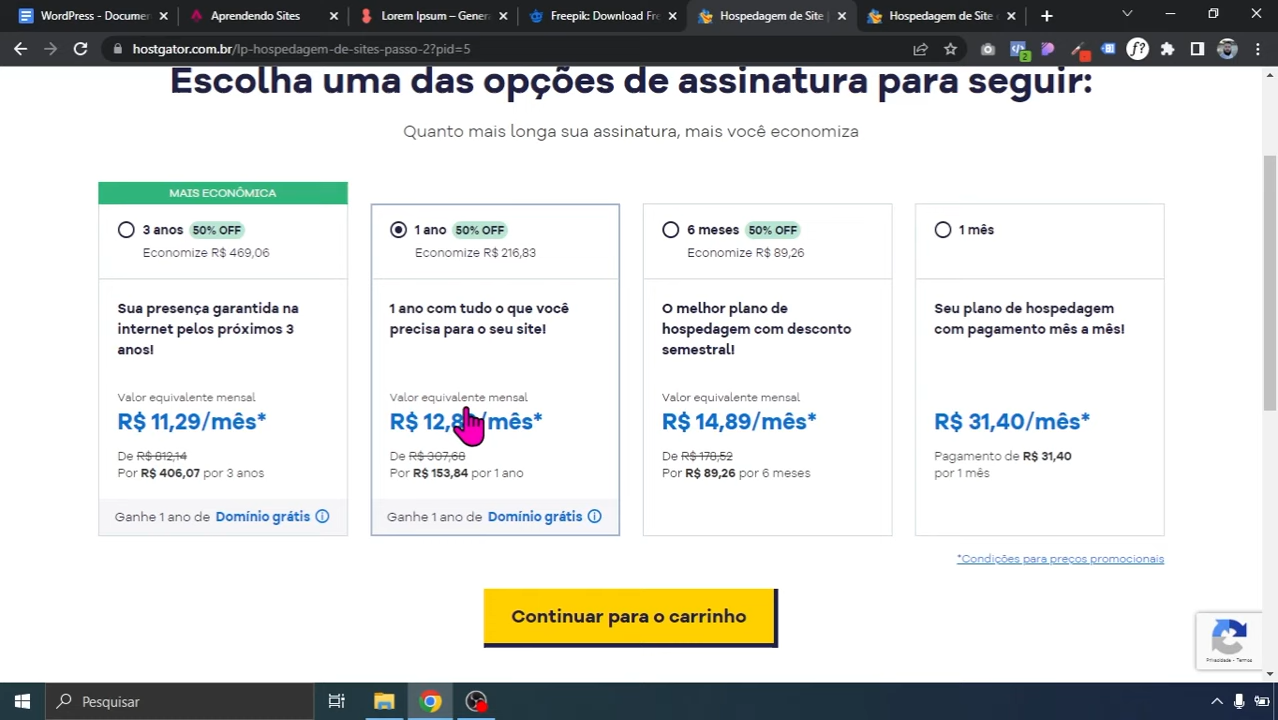 WordPress - Documen
Aprendendo Sites
Lorem Ipsum – Genera
Freepik: Download Fre
Hospedagem de Site
Hospedagem de Site
hostgator.com.br/lp-hospedagem-de-sites-passo-2?pid=5
2
f?
Escolha uma das opções de assinatura para seguir:
Quanto mais longa sua assinatura, mais você economiza
MAIS ECONÔMICA
3 anos 50% OFF
Economize R$ 469,06
Sua presença garantida na
internet pelos próximos 3
anos!
Valor equivalente mensal
R$ 11,29/mês*
De R$ 812,14
Por R$ 406,07 por 3 anos
Ganhe 1 ano de Domínio grátis
1 ano 50% OFF
Economize R$ 216,83
1 ano com tudo o que você
precisa para o seu site!
Valor equivalente mensal
R$ /mês*
De R$ 307,68
Por R$ 153,84 por 1 ano
Ganhe 1 ano de Domínio grátis
6 meses 50% OFF
Economize R$ 89,26
O melhor plano de
hospedagem com desconto
semestral!
Valor equivalente mensal
R$ 14,89/mês*
De R$ 178,52
Por R$ 89,26 por 6 meses
1 mês
Seu plano de hospedagem
com pagamento mês a mês!
R$ 31,40/mês*
Pagamento de R$ 31,40
por 1 mês
*Condições para preços promocionais
Continuar para o carrinho
Privacidade - Termos
Pesquisar